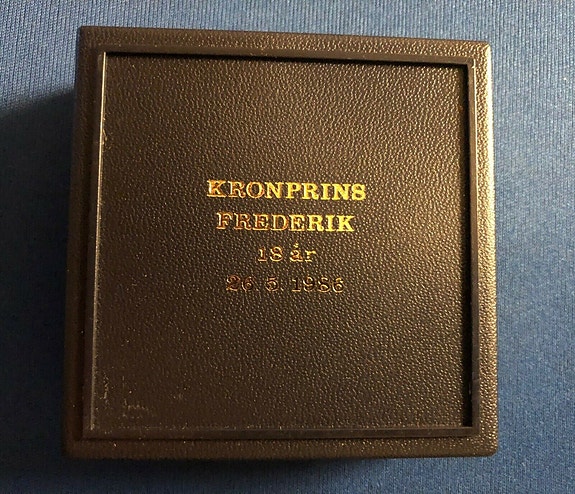 KRONPRINS
FREDERIK
18 år
26 5. 1986